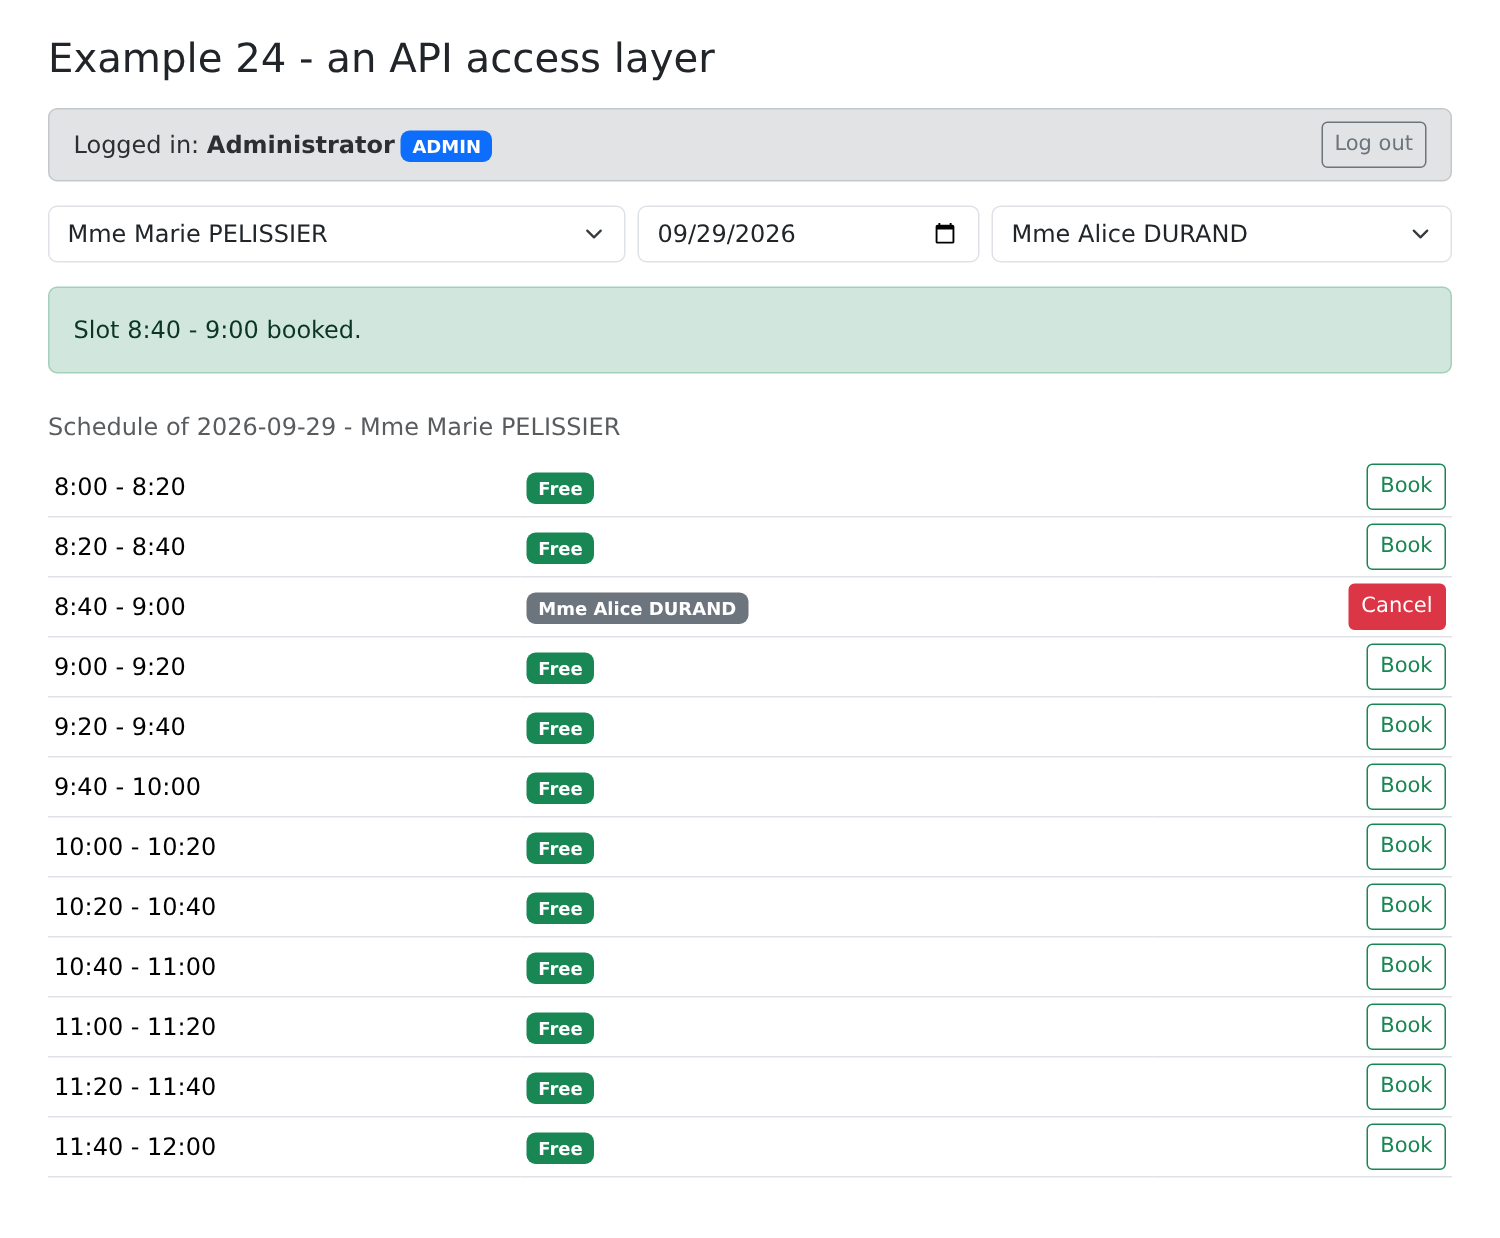 Example 24 - an API access layer
Logged in: Administrator ADMIN Log out
Mme Marie PELISSIER 09/29/2026 Mme Alice DURAND
Slot 8:40 - 9:00 booked.
Schedule of 2026-09-29 - Mme Marie PELISSIER
8:00 - 8:20 Free Book
8:20 - 8:40 Free Book
8:40 - 9:00 Mme Alice DURAND Cancel
9:00 - 9:20 Free Book
9:20 - 9:40 Free Book
9:40 - 10:00 Free Book
10:00 - 10:20 Free Book
10:20 - 10:40 Free Book
10:40 - 11:00 Free Book
11:00 - 11:20 Free Book
11:20 - 11:40 Free Book
11:40 - 12:00 Free Book